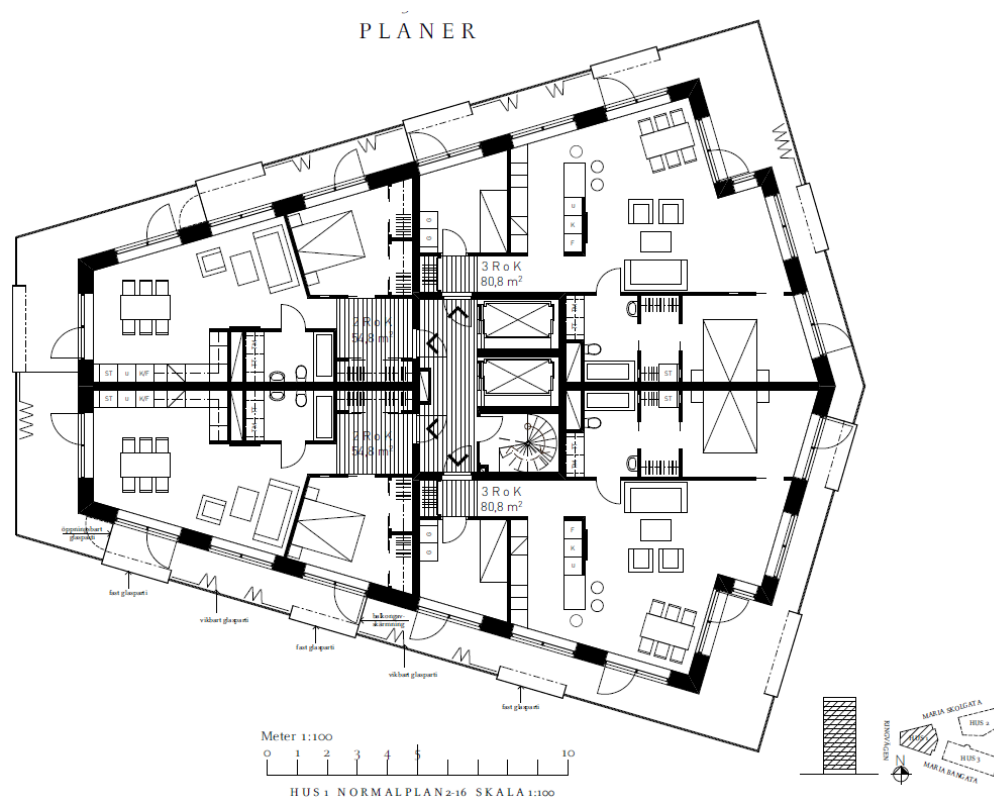 PLANER
3 R o K
80,8 m²
2 R o K
54,8 m²
U
K
F
G
G
ST
ST
U
K/F
ST
U
K/F
ST
2 R o K
54,8 m²
3 R o K
80,8 m²
G
G
F
K
U
öppningsbart
glasparti
fast glasparti
vikbart glasparti
fast glasparti
balkongav-
skärmning
vikbart glasparti
fast glasparti
Meter 1:100
0 1 2 3 4 5 10
HUS 1 NORMALPLAN 2-16 SKALA 1:100
RINGVÄGEN
MARIA SKOLGATA
HUS 1
HUS 2
HUS 3
MARIA BANGATA
N